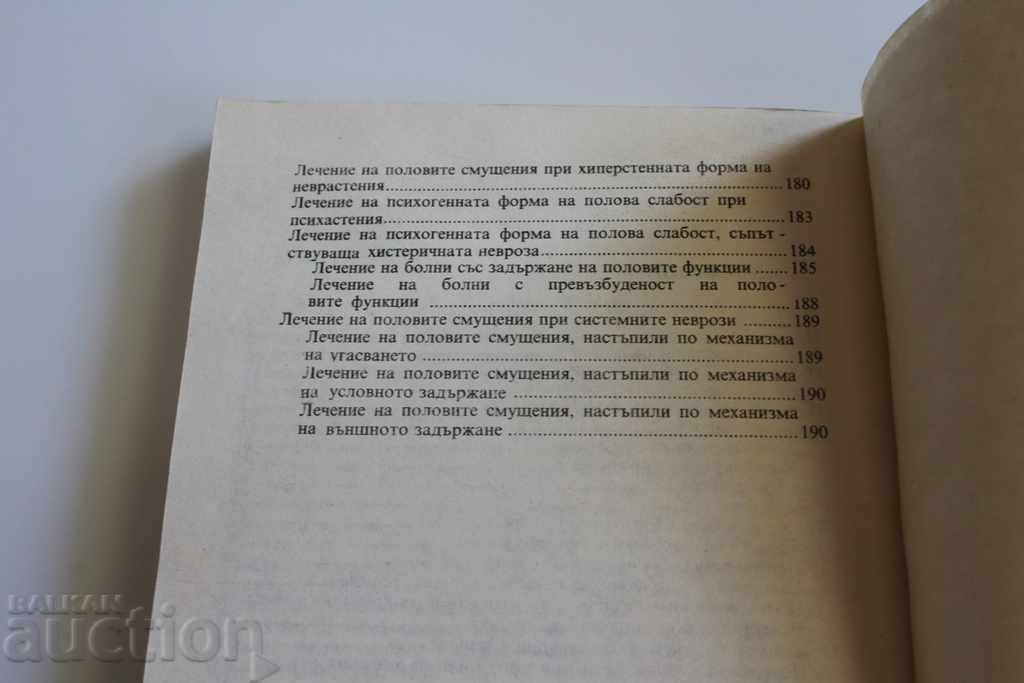 Лечение на половите смущения при хиперстенната форма на
неврастения.......................................................................................... 180
Лечение на психогенната форма на полова слабост при
психастения.......................................................................................... 183
Лечение на психогенната форма на полова слабост, съпът-
ствуваща хистеричната невроза........................................................ 184
Лечение на болни със задържане на половите функции ....... 185
Лечение на болни с превъзбуденост на поло-
вите функции ................................................................................ 188
Лечение на половите смущения при системните неврози ........... 189
Лечение на половите смущения, настъпили по механизма
на угасването ................................................................................ 189
Лечение на половите смущения, настъпили по механизма
на условното задържане ............................................................... 190
Лечение на половите смущения, настъпили по механизма
на външното задържане ............................................................... 190
BALKAN
auction